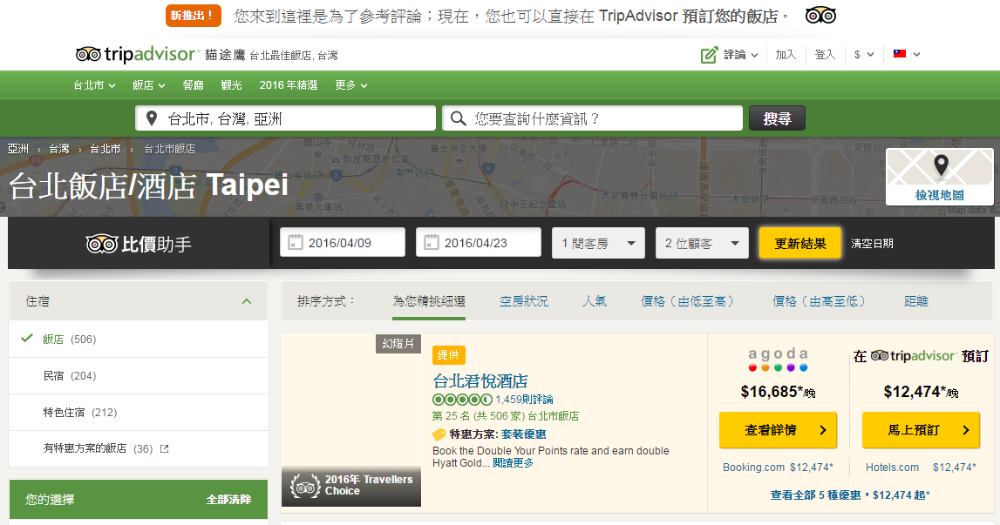 新推出！ 您來到這裡是為了參考評論；現在，您也可以直接在 TripAdvisor 預訂您的飯店。
tripadvisor 貓途鷹 台北最佳飯店, 台灣 評論 加入 登入 $
台北市 飯店 餐廳 觀光 2016 年精選 更多
台北市, 台灣, 亞洲 您要查詢什麼資訊？ 搜尋
亞洲 › 台灣 › 台北市 › 台北市飯店
台北飯店/酒店 Taipei
檢視地圖
Map data ©2
比價助手 2016/04/09 2016/04/23 1 間客房 2 位顧客 更新結果 清空日期
住宿 排序方式： 為您精挑細選 空房狀況 人氣 價格（由低至高） 價格（由高至低） 距離
飯店 (506)
民宿 (204)
特色住宿 (212)
有特惠方案的飯店 (36)
您的選擇 全部清除
幻燈片
2016年 Travellers
Choice
提供
台北君悅酒店
1,459則評論
第 25 名 (共 506 家) 台北市飯店
特惠方案: 套裝優惠
Book the Double Your Points rate and earn double
Hyatt Gold... 閱讀更多
agoda 在 tripadvisor 預訂
$16,685*/晚 $12,474*/晚
查看詳情 馬上預訂
Booking.com $12,474* Hotels.com $12,474*
查看全部 5 種優惠，$12,474 起*